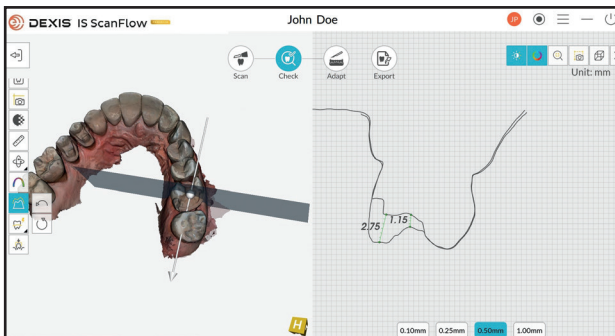 DEXIS IS ScanFlow
John Doe
JP
Scan
Check
Adapt
Export
Unit: mm
2.75
1.15
H
0.10mm
0.25mm
0.50mm
1.00mm